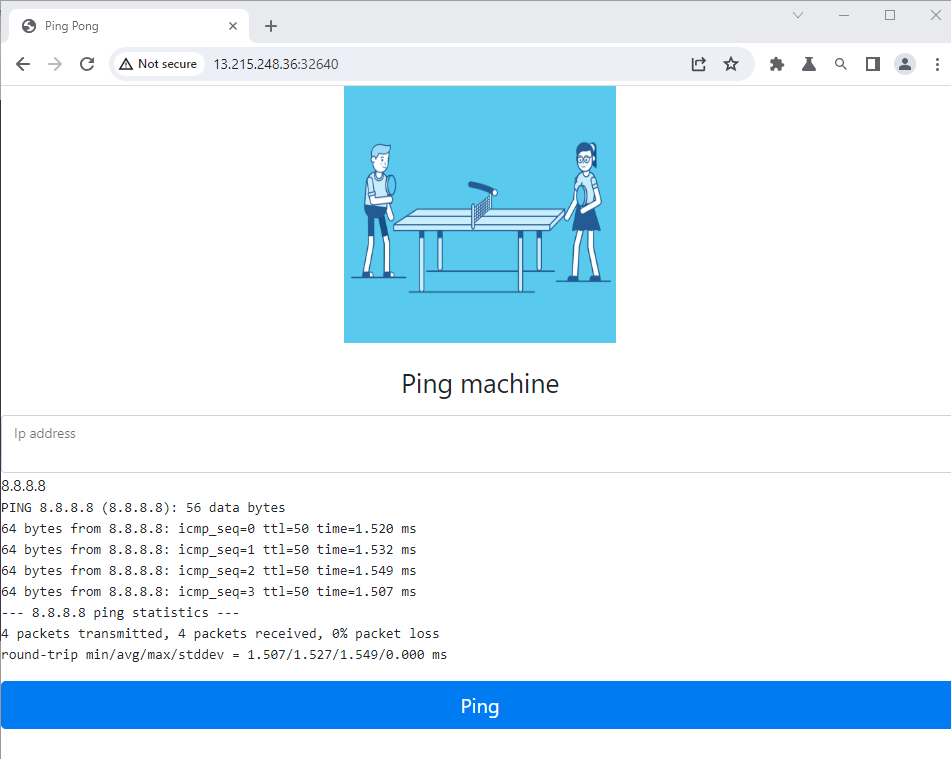 Ping Pong
Not secure
13.215.248.36:32640
Ping machine
Ip address
8.8.8.8
PING 8.8.8.8 (8.8.8.8): 56 data bytes
64 bytes from 8.8.8.8: icmp_seq=0 ttl=50 time=1.520 ms
64 bytes from 8.8.8.8: icmp_seq=1 ttl=50 time=1.532 ms
64 bytes from 8.8.8.8: icmp_seq=2 ttl=50 time=1.549 ms
64 bytes from 8.8.8.8: icmp_seq=3 ttl=50 time=1.507 ms
--- 8.8.8.8 ping statistics ---
4 packets transmitted, 4 packets received, 0% packet loss
round-trip min/avg/max/stddev = 1.507/1.527/1.549/0.000 ms
Ping